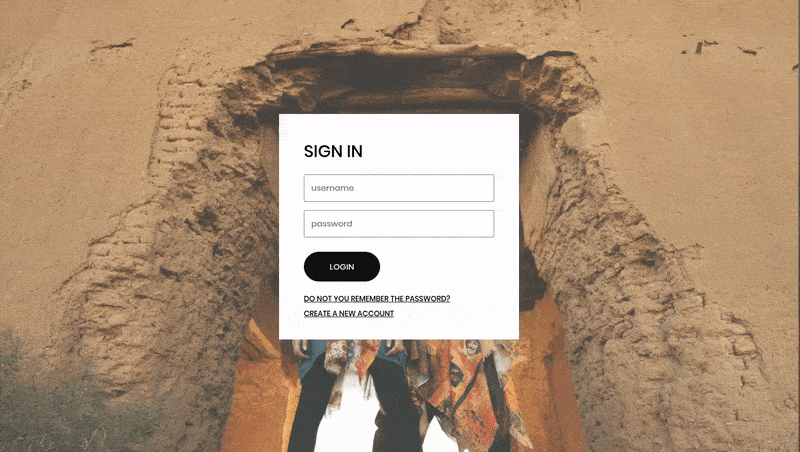 SIGN IN
username
password
LOGIN
DO NOT YOU REMEMBER THE PASSWORD?
CREATE A NEW ACCOUNT